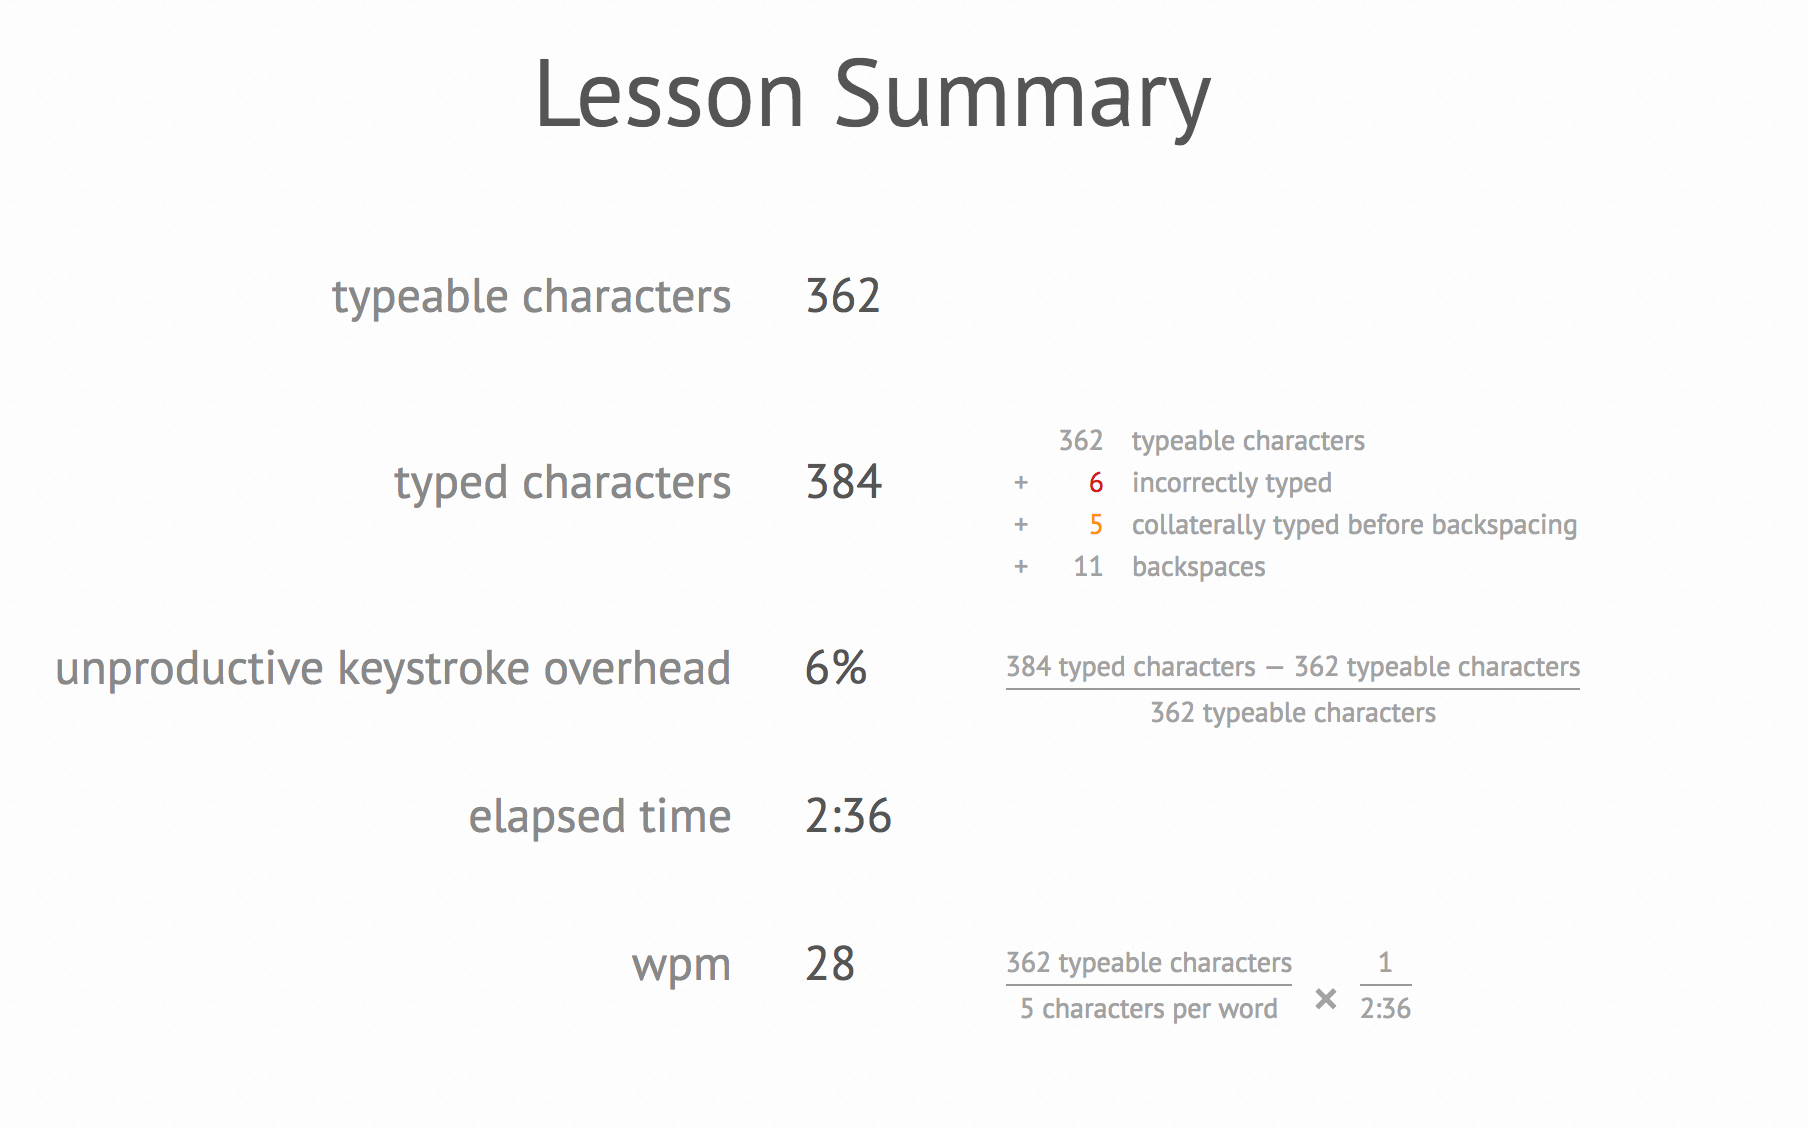 Lesson Summary
typeable characters 362
typed characters 384
362 typeable characters
+ 6 incorrectly typed
+ 5 collaterally typed before backspacing
+ 11 backspaces
unproductive keystroke overhead 6%
384 typed characters — 362 typeable characters
362 typeable characters
elapsed time 2:36
wpm 28
362 typeable characters
5 characters per word
×
1
2:36